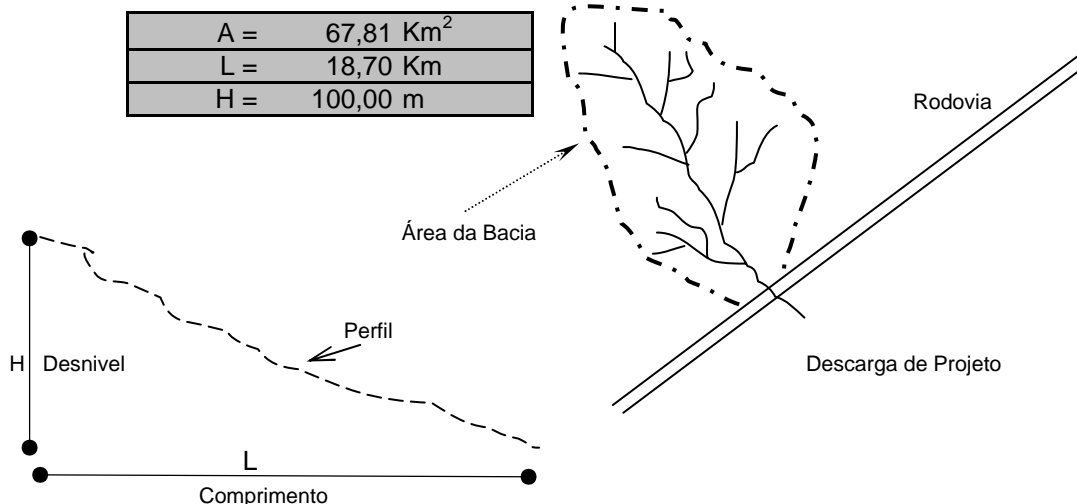 A = 67,81 Km²
L = 18,70 Km
H = 100,00 m
Rodovia
Área da Bacia
Perfil
H Desnivel
Descarga de Projeto
L
Comprimento